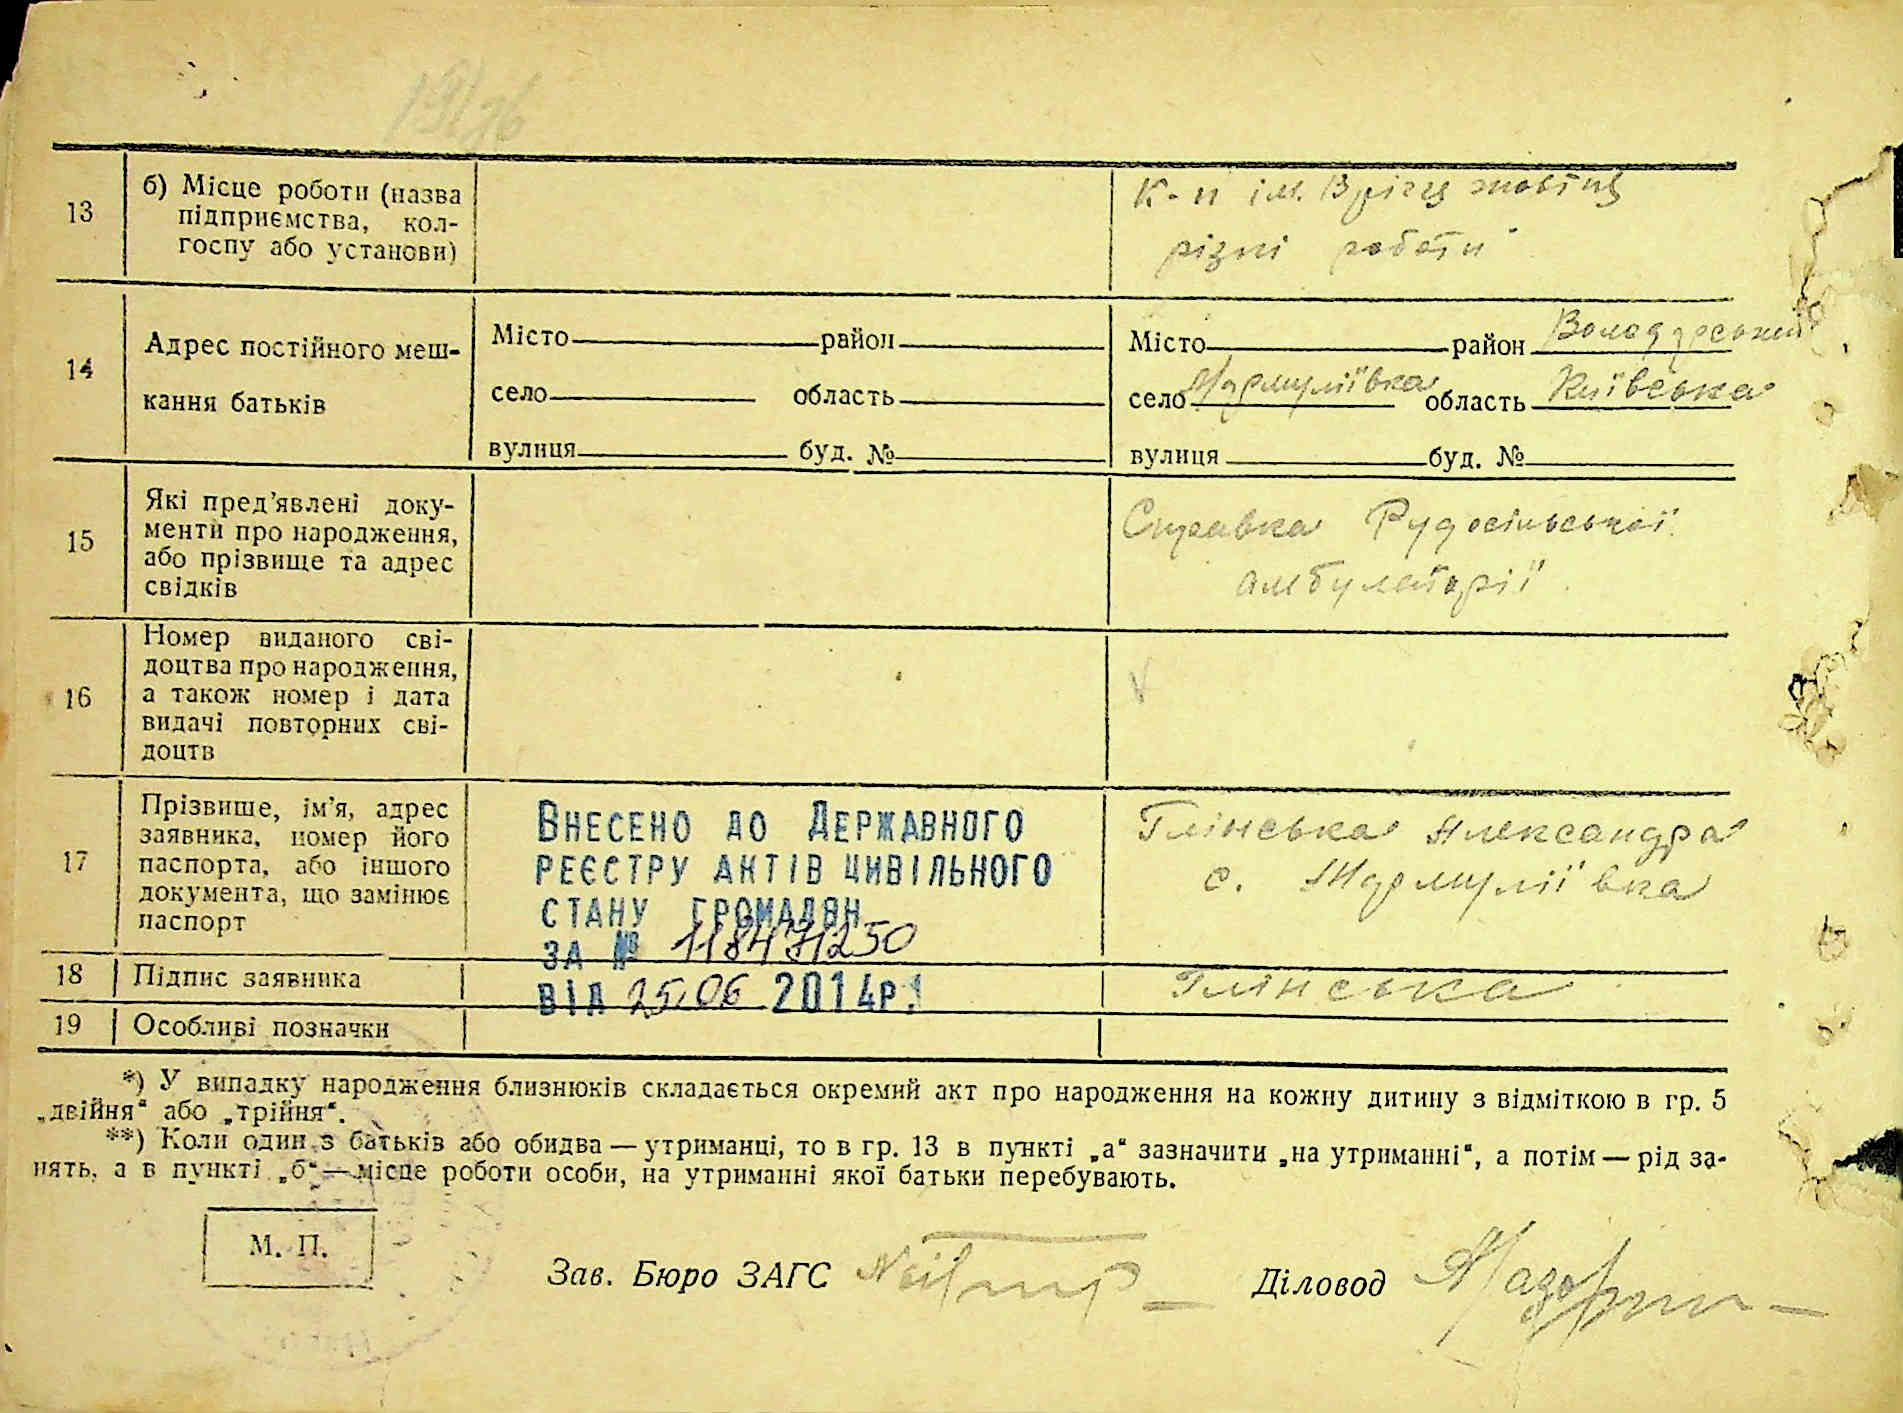 13
б) Місце роботи (назва
підприємства, кол-
госпу або установи)
К-п ім. Вріцц жовтня
різні роботи
14
Адрес постійного меш-
кання батьків
Місто район
село область
вулиця буд. №
Місто район Володарський
село область Київська
вулиця буд. №
15
Які пред'явлені доку-
менти про народження,
або прізвище та адрес
свідків
Справка Рудосільської
амбулаторії
16
Номер виданого сві-
доцтва про народження,
а також номер і дата
видачі повторних сві-
доцтв
17
Прізвище, ім'я, адрес
заявника, номер його
паспорта, або іншого
документа, що замінює
паспорт
Внесено до Державного
реєстру актів цивільного
стану громадян
за № 118471250
від 25.06 2014р.
Глінська Александра
с.
18
Підпис заявника
Глінська
19
Особливі позначки
*) У випадку народження близнюків складається окремий акт про народження на кожну дитину з відміткою в гр. 5
„двійня“ або „трійня“.
**) Коли один з батьків або обидва — утриманці, то в гр. 13 в пункті „а“ зазначити „на утриманні“, а потім — рід за-
нять, а в пункті „б“ — місце роботи особи, на утриманні якої батьки перебувають.
М. П.
Зав. Бюро ЗАГС
Діловод